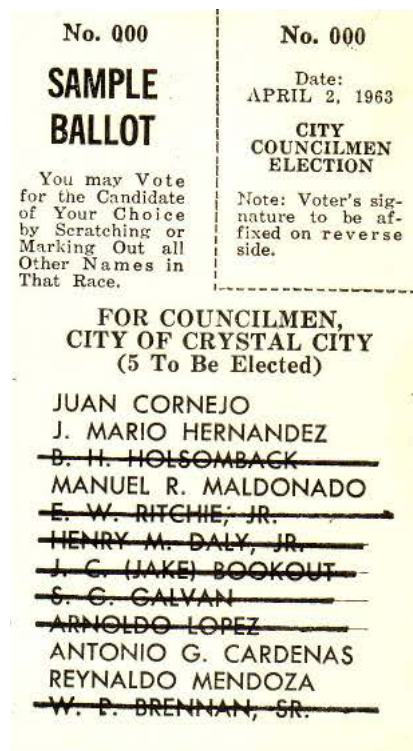 No. 000
SAMPLE
BALLOT
You may Vote
for the Candidate
of Your Choice
by Scratching or
Marking Out all
Other Names in
That Race.
No. 000
Date:
APRIL 2, 1963
CITY
COUNCILMEN
ELECTION
Note: Voter's sig-
nature to be af-
fixed on reverse
side.
FOR COUNCILMEN,
CITY OF CRYSTAL CITY
(5 To Be Elected)
JUAN CORNEJO
J. MARIO HERNANDEZ
B. H. HOLSOMBACK
MANUEL R. MALDONADO
E. W. RITCHIE, JR.
HENRY M. DALY, JR.
J. C. (JAKE) BOOKOUT
S. G. GALVAN
ARNOLDO LOPEZ
ANTONIO G. CARDENAS
REYNALDO MENDOZA
W. P. BRENNAN, SR.